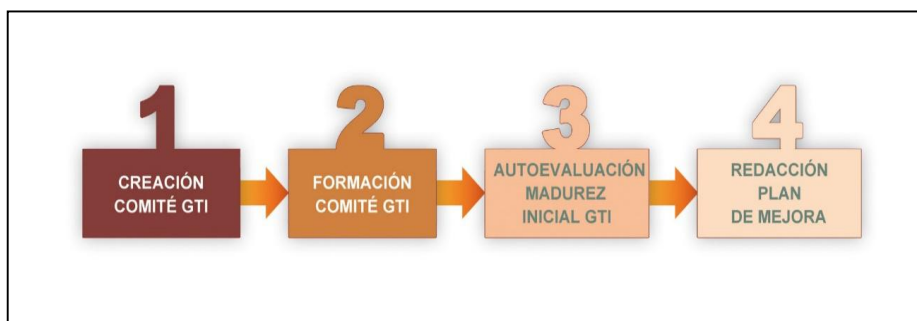 1
CREACIÓN
COMITÉ GTI
2
FORMACIÓN
COMITÉ GTI
3
AUTOEVALUACIÓN
MADUREZ
INICIAL GTI
4
REDACCIÓN
PLAN
DE MEJORA